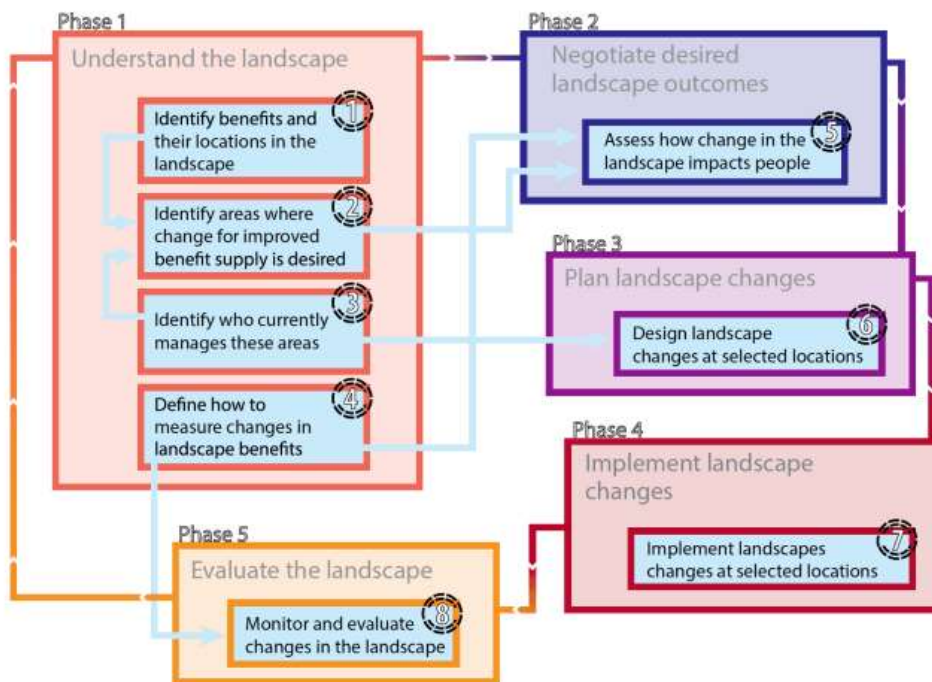 Phase 1
Understand the landscape
1
Identify benefits and
their locations in the
landscape
2
Identify areas where
change for improved
benefit supply is desired
3
Identify who currently
manages these areas
4
Define how to
measure changes in
landscape benefits
Phase 2
Negotiate desired
landscape outcomes
5
Assess how change in the
landscape impacts people
Phase 3
Plan landscape changes
6
Design landscape
changes at selected locations
Phase 4
Implement landscape
changes
7
Implement landscapes
changes at selected locations
Phase 5
Evaluate the landscape
8
Monitor and evaluate
changes in the landscape